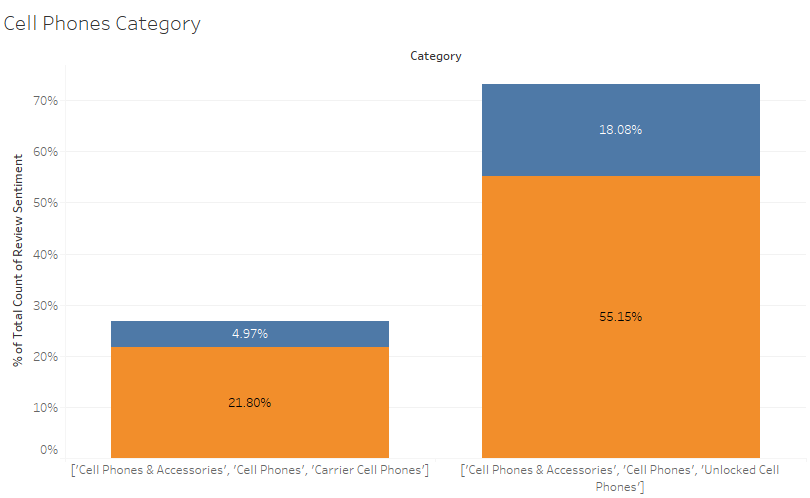 Cell Phones Category
Category
% of Total Count of Review Sentiment
70%
60%
50%
40%
30%
20%
10%
0%
4.97%
21.80%
18.08%
55.15%
['Cell Phones & Accessories', 'Cell Phones', 'Carrier Cell Phones']
['Cell Phones & Accessories', 'Cell Phones', 'Unlocked Cell
Phones']